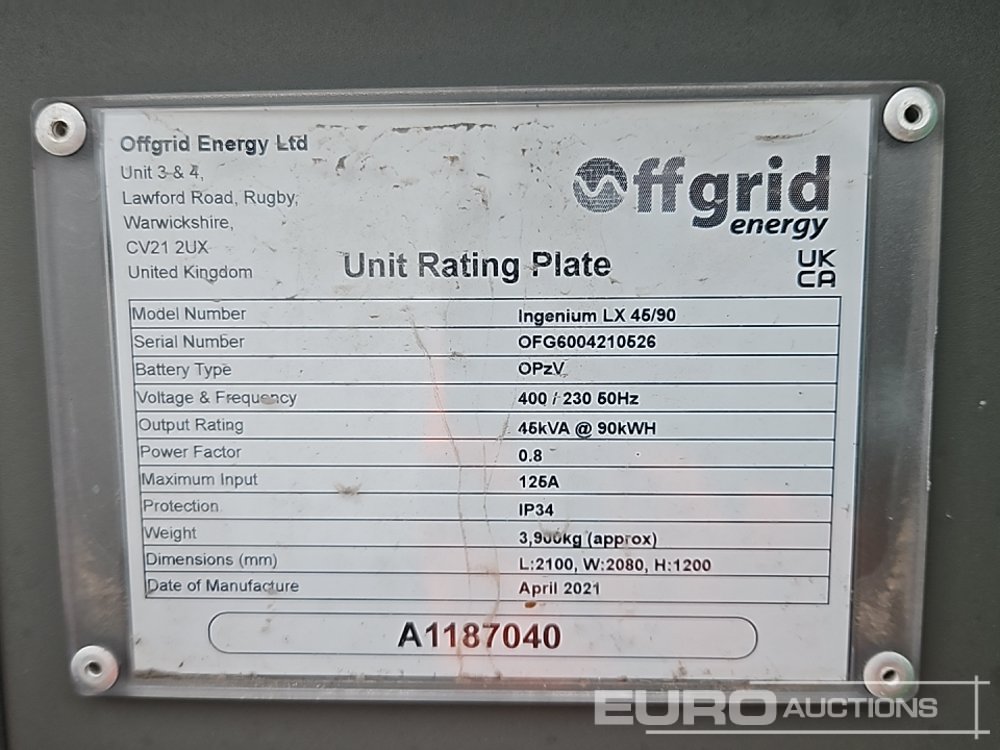 Offgrid Energy Ltd
Unit 3 & 4,
Lawford Road, Rugby,
Warwickshire,
CV21 2UX
United Kingdom
Offgrid
energy
Unit Rating Plate
UK
CA
Model Number Ingenium LX 45/90
Serial Number OFG6004210526
Battery Type OPzV
Voltage & Frequency 400 / 230 50Hz
Output Rating 45kVA @ 90kWH
Power Factor 0.8
Maximum Input 125A
Protection IP34
Weight 3,900kg (approx)
Dimensions (mm) L:2100, W:2080, H:1200
Date of Manufacture April 2021
A1187040
EURO AUCTIONS